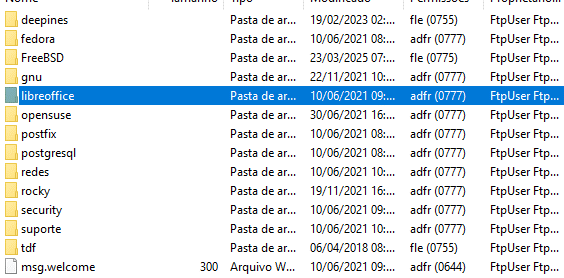 Nome Tamanho Tipo Modificado Permissões Proprietário/...
deepines Pasta de ar... 19/02/2023 02:... fle (0755) FtpUser Ftp...
fedora Pasta de ar... 10/06/2021 08:... adfr (0777) FtpUser Ftp...
FreeBSD Pasta de ar... 23/03/2025 07:... fle (0775) FtpUser Ftp...
gnu Pasta de ar... 22/11/2021 10:... adfr (0777) FtpUser Ftp...
libreoffice Pasta de ar... 10/06/2021 09:... adfr (0777) FtpUser Ftp...
opensuse Pasta de ar... 30/06/2021 16:... adfr (0777) FtpUser Ftp...
postfix Pasta de ar... 10/06/2021 08:... adfr (0777) FtpUser Ftp...
postgresql Pasta de ar... 10/06/2021 08:... adfr (0777) FtpUser Ftp...
redes Pasta de ar... 10/06/2021 10:... adfr (0777) FtpUser Ftp...
rocky Pasta de ar... 19/11/2021 16:... adfr (0777) FtpUser Ftp...
security Pasta de ar... 10/06/2021 09:... adfr (0777) FtpUser Ftp...
suporte Pasta de ar... 10/06/2021 10:... adfr (0777) FtpUser Ftp...
tdf Pasta de ar... 06/04/2018 08:... fle (0755) FtpUser Ftp...
msg.welcome 300 Arquivo W... 10/06/2021 09:... adfr (0644) FtpUser Ftp...